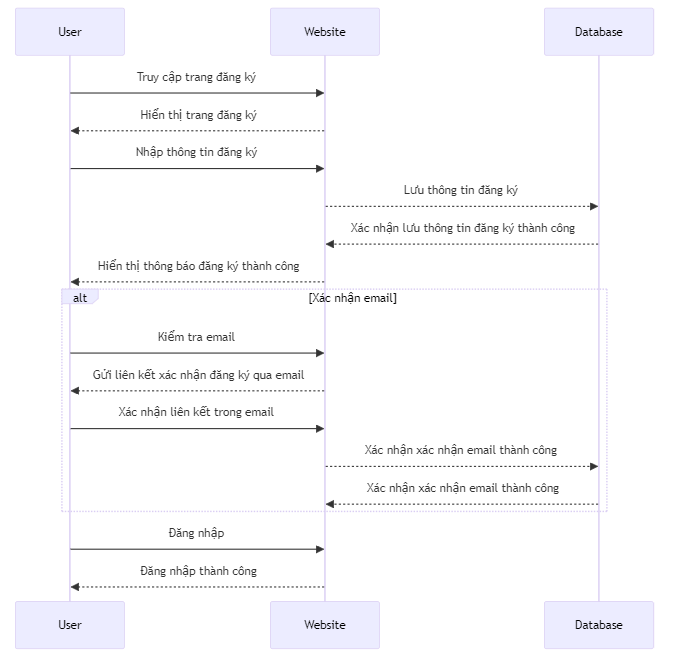 User
Website
Database
Truy cập trang đăng ký
Hiển thị trang đăng ký
Nhập thông tin đăng ký
Lưu thông tin đăng ký
Xác nhận lưu thông tin đăng ký thành công
Hiển thị thông báo đăng ký thành công
alt
[Xác nhận email]
Kiểm tra email
Gửi liên kết xác nhận đăng ký qua email
Xác nhận liên kết trong email
Xác nhận xác nhận email thành công
Xác nhận xác nhận email thành công
Đăng nhập
Đăng nhập thành công
User
Website
Database